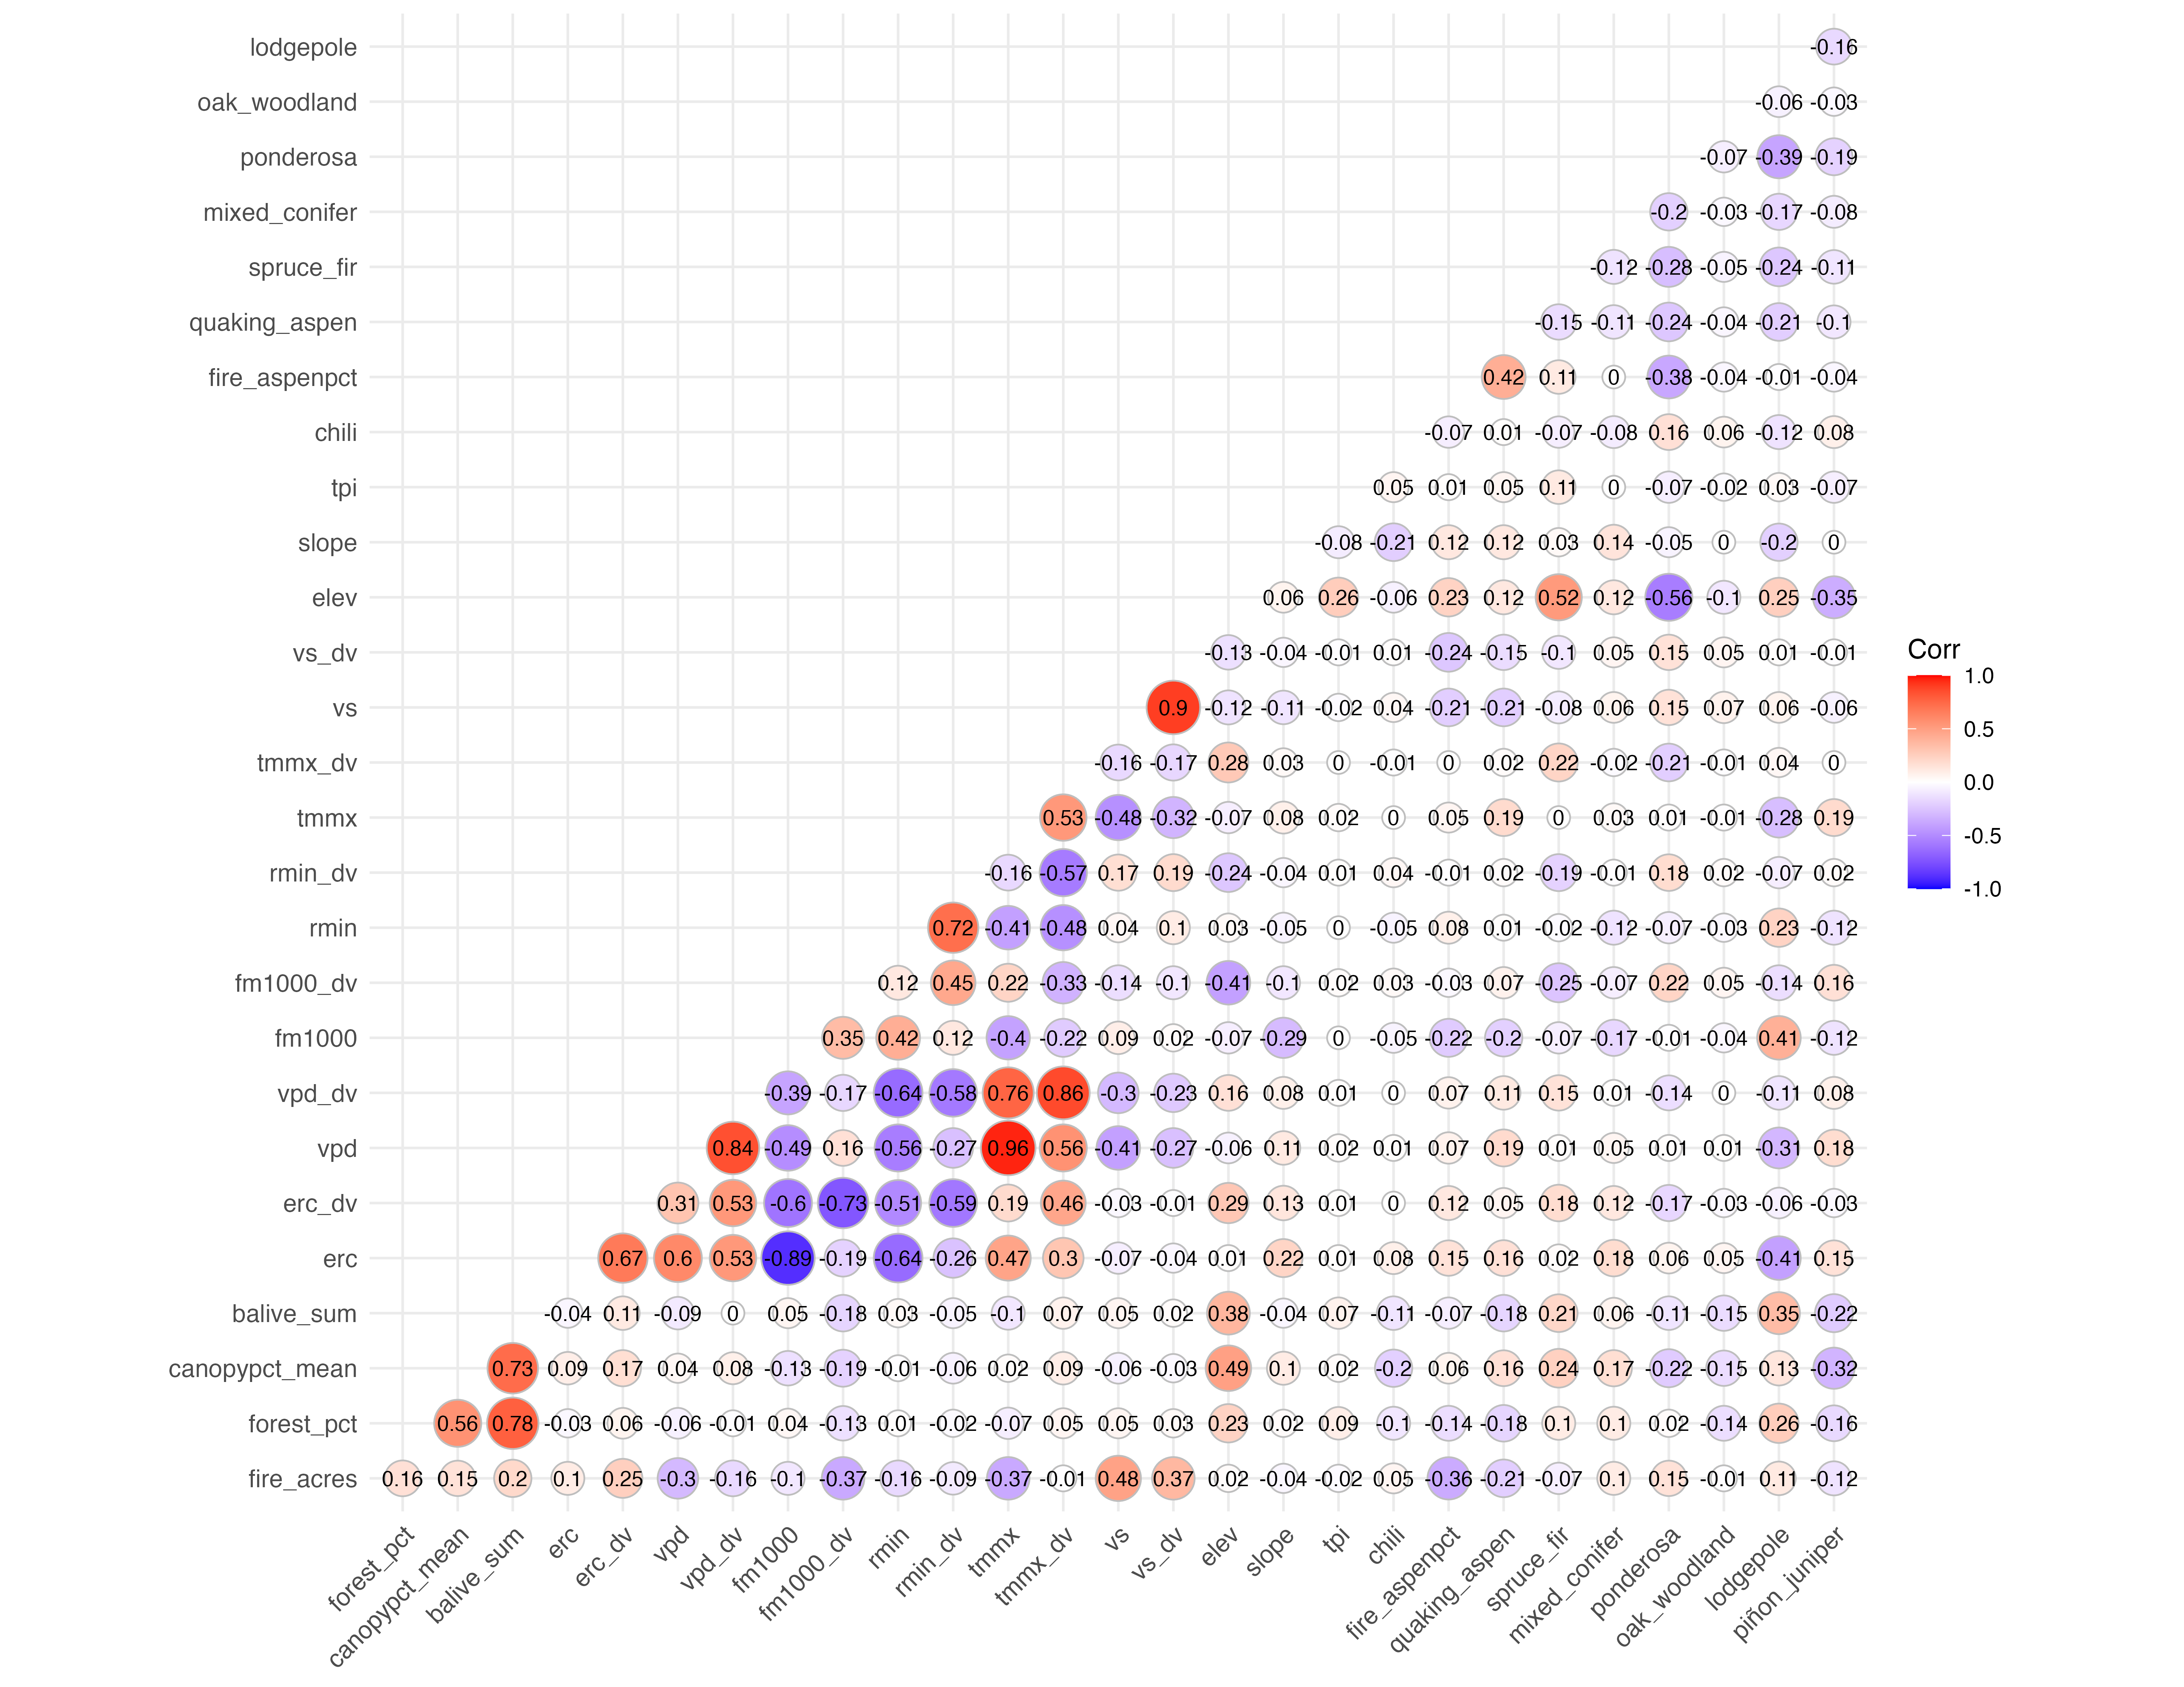 lodgepole -0.16
oak_woodland -0.06 -0.03
ponderosa -0.07 -0.39 -0.19
mixed_conifer -0.2 -0.03 -0.17 -0.08
spruce_fir -0.12 -0.28 -0.05 -0.24 -0.11
quaking_aspen -0.15 -0.11 -0.24 -0.04 -0.21 -0.1
fire_aspenpct 0.42 0.11 0 -0.38 -0.04 -0.01 -0.04
chili -0.07 0.01 -0.07 -0.08 0.16 0.06 -0.12 0.08
tpi 0.05 0.01 0.05 0.11 0 -0.07 -0.02 0.03 -0.07
slope -0.08 -0.21 0.12 0.12 0.03 0.14 -0.05 0 -0.2 0
elev 0.06 0.26 -0.06 0.23 0.12 0.52 0.12 -0.56 -0.1 0.25 -0.35
vs_dv -0.13 -0.04 -0.01 0.01 -0.24 -0.15 -0.1 0.05 0.15 0.05 0.01 -0.01
vs 0.9 -0.12 -0.11 -0.02 0.04 -0.21 -0.21 -0.08 0.06 0.15 0.07 0.06 -0.06
tmmx_dv -0.16 -0.17 0.28 0.03 0 -0.01 0 0.02 0.22 -0.02 -0.21 -0.01 0.04 0
tmmx 0.53 -0.48 -0.32 -0.07 0.08 0.02 0 0.05 0.19 0 0.03 0.01 -0.01 -0.28 0.19
rmin_dv -0.16 -0.57 0.17 0.19 -0.24 -0.04 0.01 0.04 -0.01 0.02 -0.19 -0.01 0.18 0.02 -0.07 0.02
rmin 0.72 -0.41 -0.48 0.04 0.1 0.03 -0.05 0 -0.05 0.08 0.01 -0.02 -0.12 -0.07 -0.03 0.23 -0.12
fm1000_dv 0.12 0.45 0.22 -0.33 -0.14 -0.1 -0.41 -0.1 0.02 0.03 -0.03 0.07 -0.25 -0.07 0.22 0.05 -0.14 0.16
fm1000 0.35 0.42 0.12 -0.4 -0.22 0.09 0.02 -0.07 -0.29 0 -0.05 -0.22 -0.2 -0.07 -0.17 -0.01 -0.04 0.41 -0.12
vpd_dv -0.39 -0.17 -0.64 -0.58 0.76 0.86 -0.3 -0.23 0.16 0.08 0.01 0 0.07 0.11 0.15 0.01 -0.14 0 -0.11 0.08
vpd 0.84 -0.49 0.16 -0.56 -0.27 0.96 0.56 -0.41 -0.27 -0.06 0.11 0.02 0.01 0.07 0.19 0.01 0.05 0.01 0.01 -0.31 0.18
erc_dv 0.31 0.53 -0.6 -0.73 -0.51 -0.59 0.19 0.46 -0.03 -0.01 0.29 0.13 0.01 0 0.12 0.05 0.18 0.12 -0.17 -0.03 -0.06 -0.03
erc 0.67 0.6 0.53 -0.89 -0.19 -0.64 -0.26 0.47 0.3 -0.07 -0.04 0.01 0.22 0.01 0.08 0.15 0.16 0.02 0.18 0.06 0.05 -0.41 0.15
balive_sum -0.04 0.11 -0.09 0 0.05 -0.18 0.03 -0.05 -0.1 0.07 0.05 0.02 0.38 -0.04 0.07 -0.11 -0.07 -0.18 0.21 0.06 -0.11 -0.15 0.35 -0.22
canopypct_mean 0.73 0.09 0.17 0.04 0.08 -0.13 -0.19 -0.01 -0.06 0.02 0.09 -0.06 -0.03 0.49 0.1 0.02 -0.2 0.06 0.16 0.24 0.17 -0.22 -0.15 0.13 -0.32
forest_pct 0.56 0.78 -0.03 0.06 -0.06 -0.01 0.04 -0.13 0.01 -0.02 -0.07 0.05 0.05 0.03 0.23 0.02 0.09 -0.1 -0.14 -0.18 0.1 0.1 0.02 -0.14 0.26 -0.16
fire_acres 0.16 0.15 0.2 0.1 0.25 -0.3 -0.16 -0.1 -0.37 -0.16 -0.09 -0.37 -0.01 0.48 0.37 0.02 -0.04 -0.02 0.05 -0.36 -0.21 -0.07 0.1 0.15 -0.01 0.11 -0.12
forest_pct
canopypct_mean
balive_sum
erc
erc_dv
vpd
vpd_dv
fm1000
fm1000_dv
rmin
rmin_dv
tmmx
tmmx_dv
vs
vs_dv
elev
slope
tpi
chili
fire_aspenpct
quaking_aspen
spruce_fir
mixed_conifer
ponderosa
oak_woodland
lodgepole
piñon_juniper
Corr
1.0
0.5
0.0
-0.5
-1.0